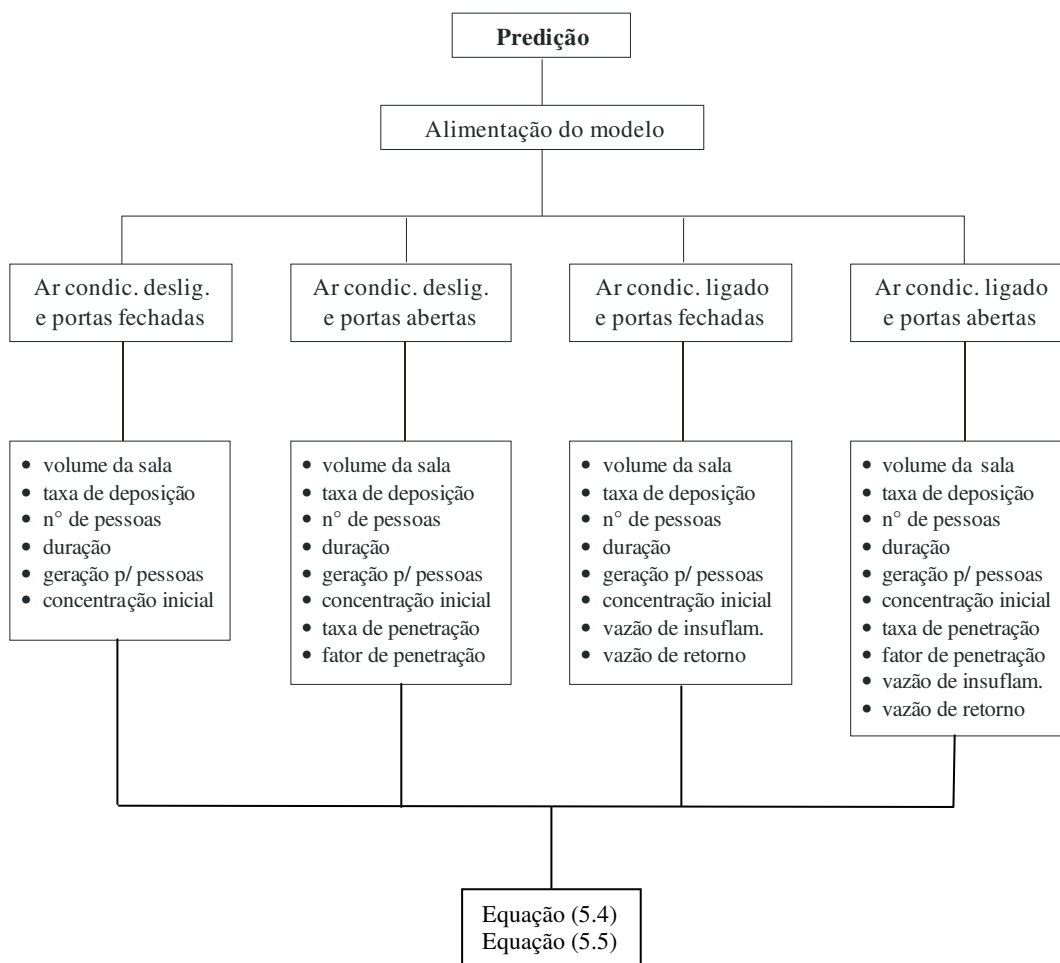 Predição
Alimentação do modelo
Ar condic. deslig.
e portas fechadas
Ar condic. deslig.
e portas abertas
Ar condic. ligado
e portas fechadas
Ar condic. ligado
e portas abertas
• volume da sala
• taxa de deposição
• n° de pessoas
• duração
• geração p/ pessoas
• concentração inicial
• volume da sala
• taxa de deposição
• n° de pessoas
• duração
• geração p/ pessoas
• concentração inicial
• taxa de penetração
• fator de penetração
• volume da sala
• taxa de deposição
• n° de pessoas
• duração
• geração p/ pessoas
• concentração inicial
• vazão de insuflam.
• vazão de retorno
• volume da sala
• taxa de deposição
• n° de pessoas
• duração
• geração p/ pessoas
• concentração inicial
• taxa de penetração
• fator de penetração
• vazão de insuflam.
• vazão de retorno
Equação (5.4)
Equação (5.5)